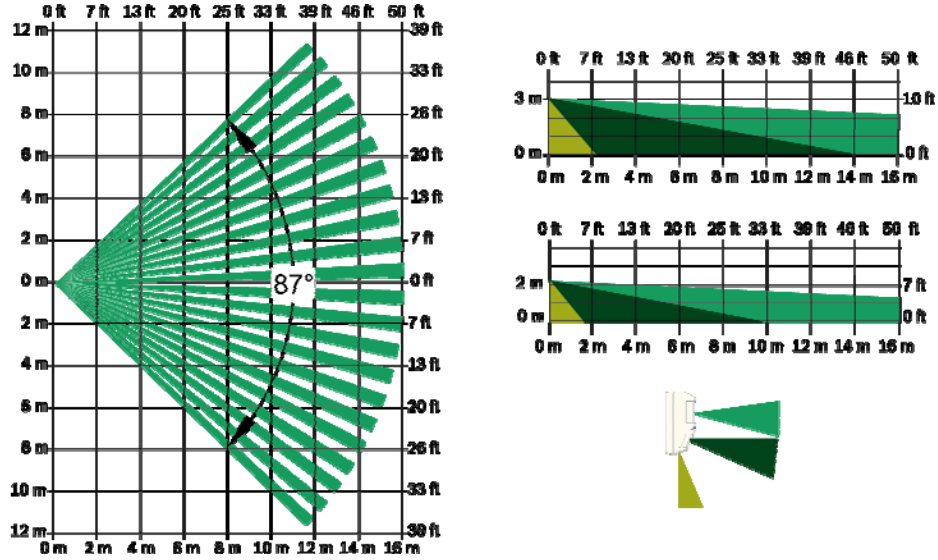 0 ft 7 ft 13 ft 20 ft 26 ft 33 ft 39 ft 46 ft 50 ft
12 m 39 ft
10 m 33 ft
8 m 26 ft
6 m 20 ft
4 m 13 ft
2 m 7 ft
0 m 87° 0 ft
2 m 7 ft
4 m 13 ft
6 m 20 ft
8 m 26 ft
10 m 33 ft
12 m 39 ft
0 m 2 m 4 m 6 m 8 m 10 m 12 m 14 m 16 m
0 ft 7 ft 13 ft 20 ft 25 ft 33 ft 39 ft 46 ft 50 ft
3 m 10 ft
0 m 0 ft
0 m 2 m 4 m 6 m 8 m 10 m 12 m 14 m 16 m
0 ft 7 ft 13 ft 20 ft 25 ft 33 ft 39 ft 46 ft 50 ft
2 m 7 ft
0 m 0 ft
0 m 2 m 4 m 6 m 8 m 10 m 12 m 14 m 16 m